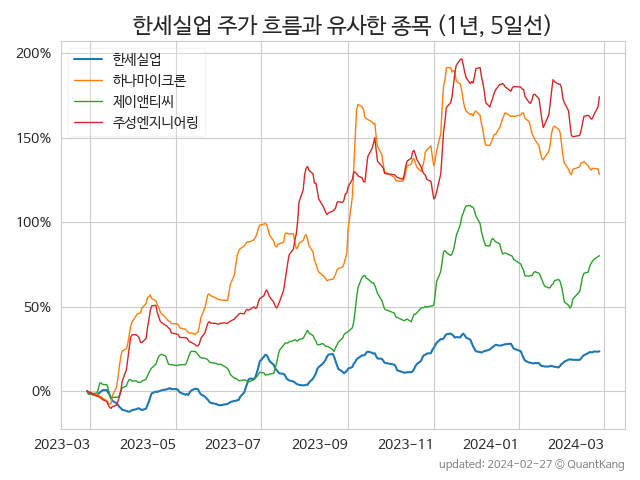 한세실업 주가 흐름과 유사한 종목 (1년, 5일선)
200%
150%
100%
50%
0%
한세실업
하나마이크론
제이앤티씨
주성엔지니어링
2023-03 2023-05 2023-07 2023-09 2023-11 2024-01 2024-03
updated: 2024-02-27 © QuantKang